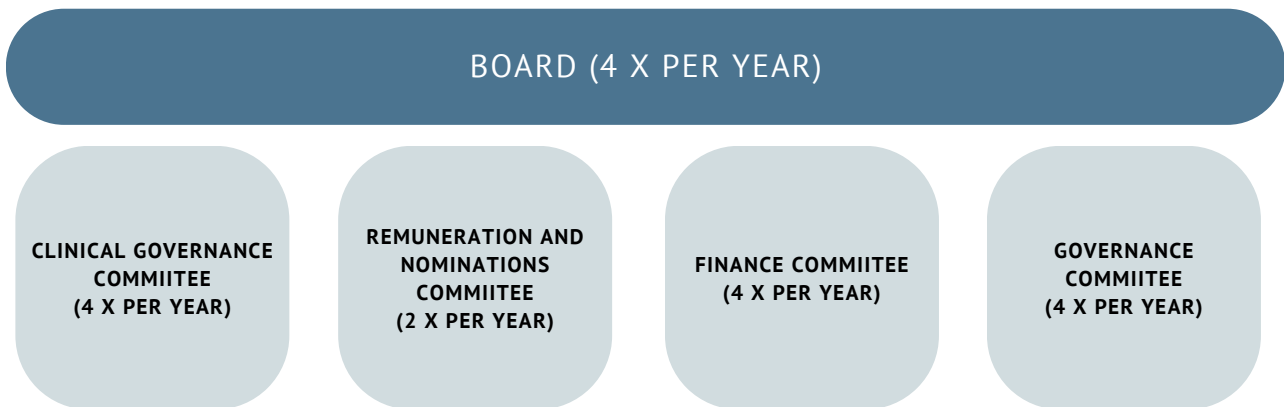 BOARD (4 X PER YEAR)
CLINICAL GOVERNANCE
COMMIITEE
(4 X PER YEAR)
REMUNERATION AND
NOMINATIONS
COMMIITEE
(2 X PER YEAR)
FINANCE COMMIITEE
(4 X PER YEAR)
GOVERNANCE
COMMIITEE
(4 X PER YEAR)